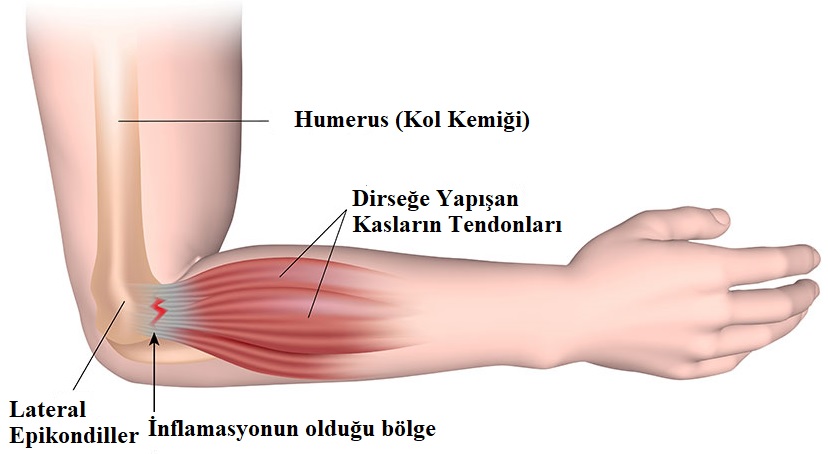 Humerus (Kol Kemiği)
Dirseğe Yapışan
Kasların Tendonları
Lateral
Epikondiller
İnflamasyonun olduğu bölge